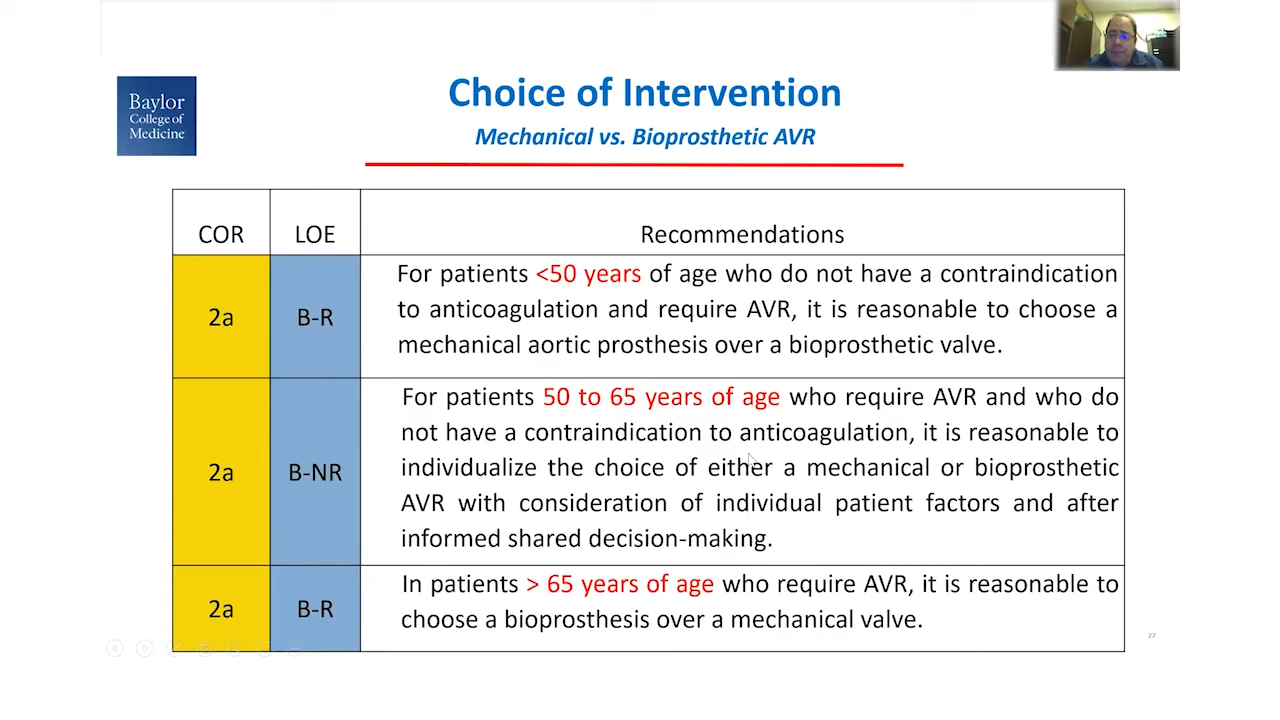 Baylor
College of
Medicine
Choice of Intervention
Mechanical vs. Bioprosthetic AVR
COR LOE Recommendations
2a B-R
For patients <50 years of age who do not have a contraindication
to anticoagulation and require AVR, it is reasonable to choose a
mechanical aortic prosthesis over a bioprosthetic valve.
2a B-NR
For patients 50 to 65 years of age who require AVR and who do
not have a contraindication to anticoagulation, it is reasonable to
individualize the choice of either a mechanical or bioprosthetic
AVR with consideration of individual patient factors and after
informed shared decision-making.
2a B-R
In patients > 65 years of age who require AVR, it is reasonable to
choose a bioprosthesis over a mechanical valve.
27